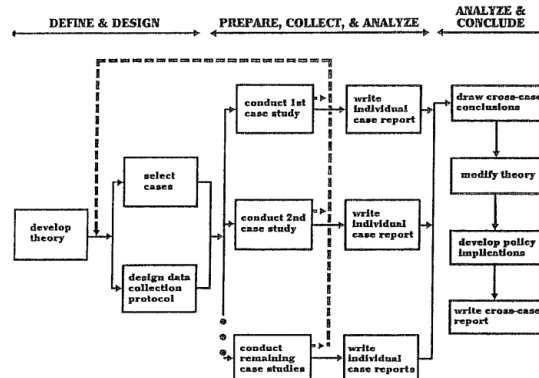 DEFINE & DESIGN
PREPARE, COLLECT, & ANALYZE
ANALYZE &
CONCLUDE
develop
theory
select
cases
design data
collection
protocol
conduct 1st
case study
conduct 2nd
case study
conduct
remaining
case studies
write
individual
case report
write
individual
case report
write
individual
case reports
draw cross-case
conclusions
modify theory
develop policy
implications
write cross-case
report